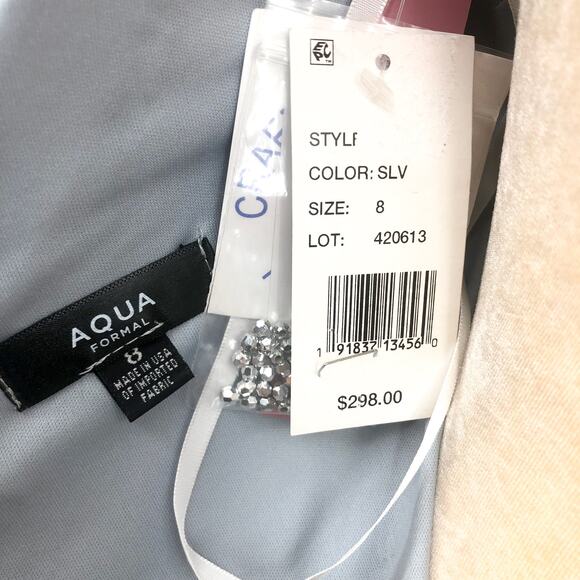 STYLE
COLOR: SLV
SIZE: 8
LOT: 420613
1 91837 13456 0
$298.00
AQUA
FORMAL
8
MADE IN USA
OF IMPORTED
FABRIC